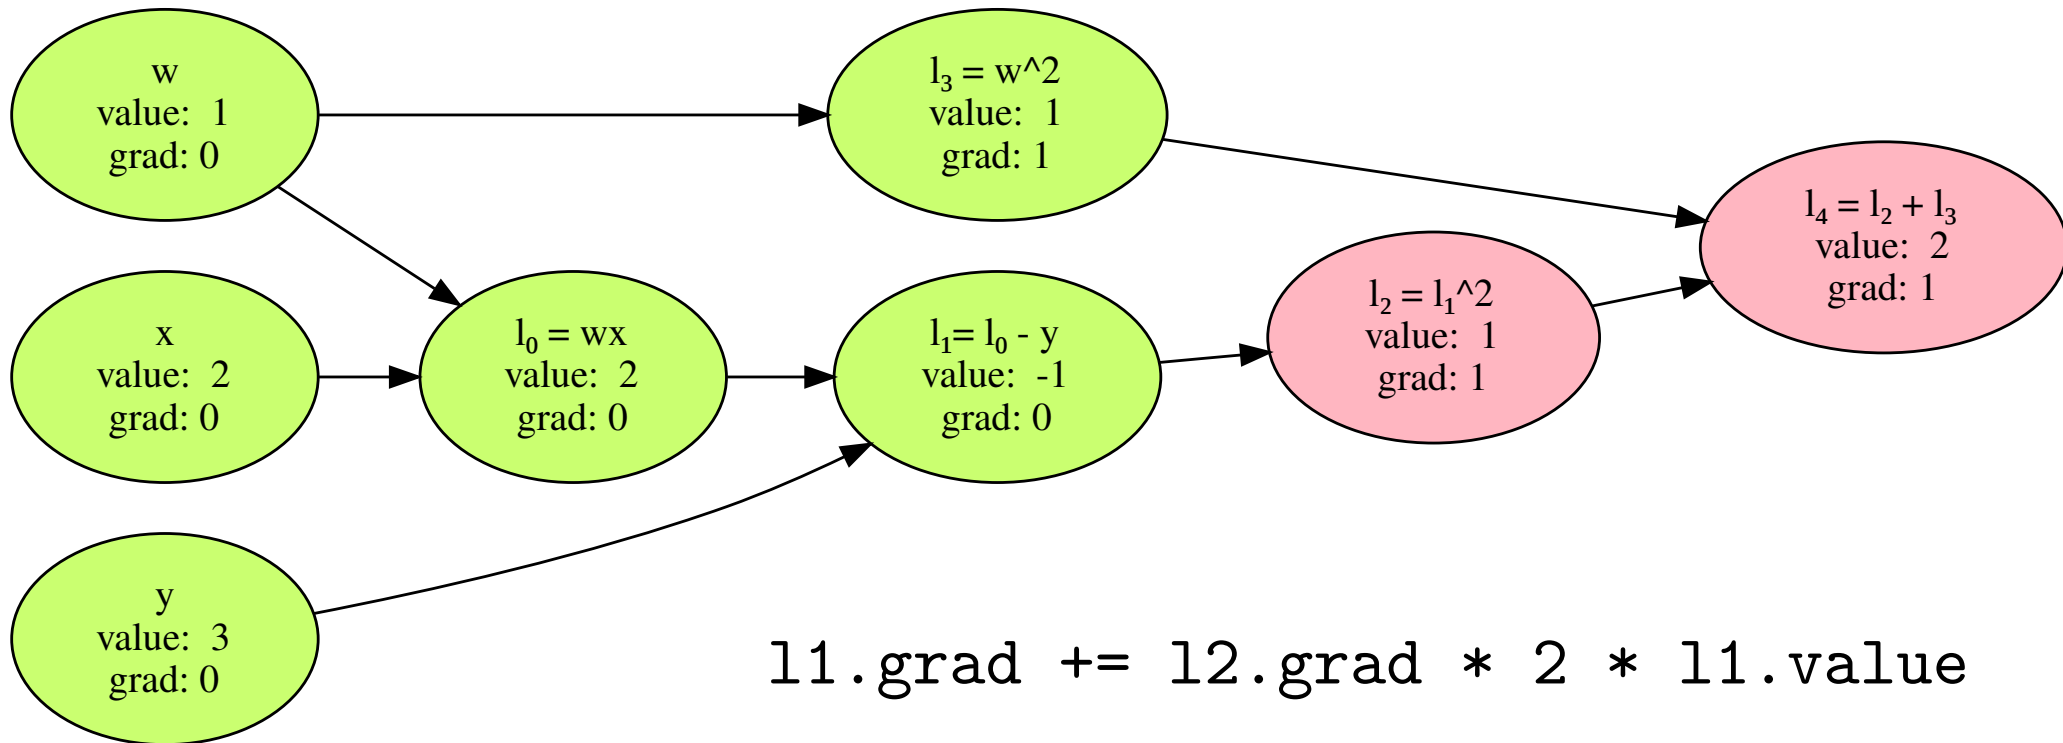 w
value: 1
grad: 0
l₃ = w^2
value: 1
grad: 1
l₄ = l₂ + l₃
value: 2
grad: 1
x
value: 2
grad: 0
l₀ = wx
value: 2
grad: 0
l₁= l₀ - y
value: -1
grad: 0
l₂ = l₁^2
value: 1
grad: 1
y
value: 3
grad: 0
l1.grad += l2.grad * 2 * l1.value